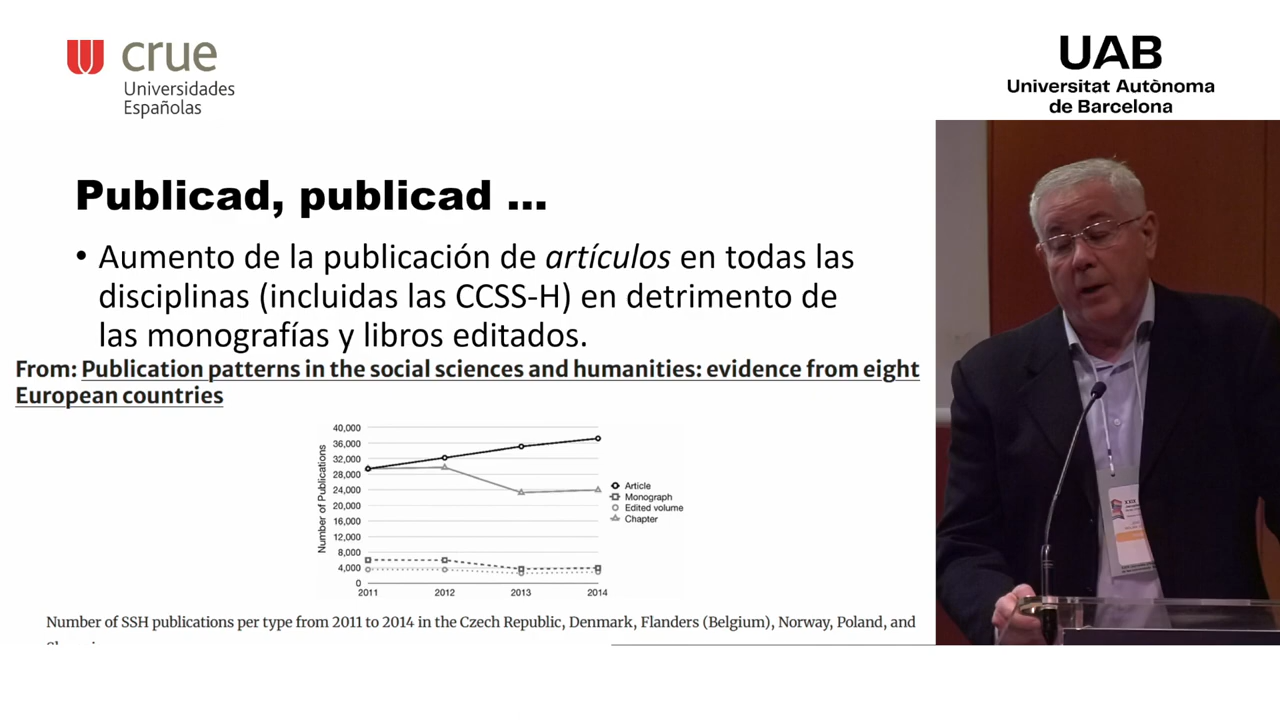 crue
Universidades
Españolas
UAB
Universitat Autònoma
de Barcelona
Publicad, publicad ...
• Aumento de la publicación de artículos en todas las
disciplinas (incluidas las CCSS-H) en detrimento de
las monografías y libros editados.
From: Publication patterns in the social sciences and humanities: evidence from eight
European countries
Number of Publications
40,000
36,000
32,000
28,000
24,000
20,000
16,000
12,000
8,000
4,000
0
2011 2012 2013 2014
Article
Monograph
Edited volume
Chapter
Number of SSH publications per type from 2011 to 2014 in the Czech Republic, Denmark, Flanders (Belgium), Norway, Poland, and